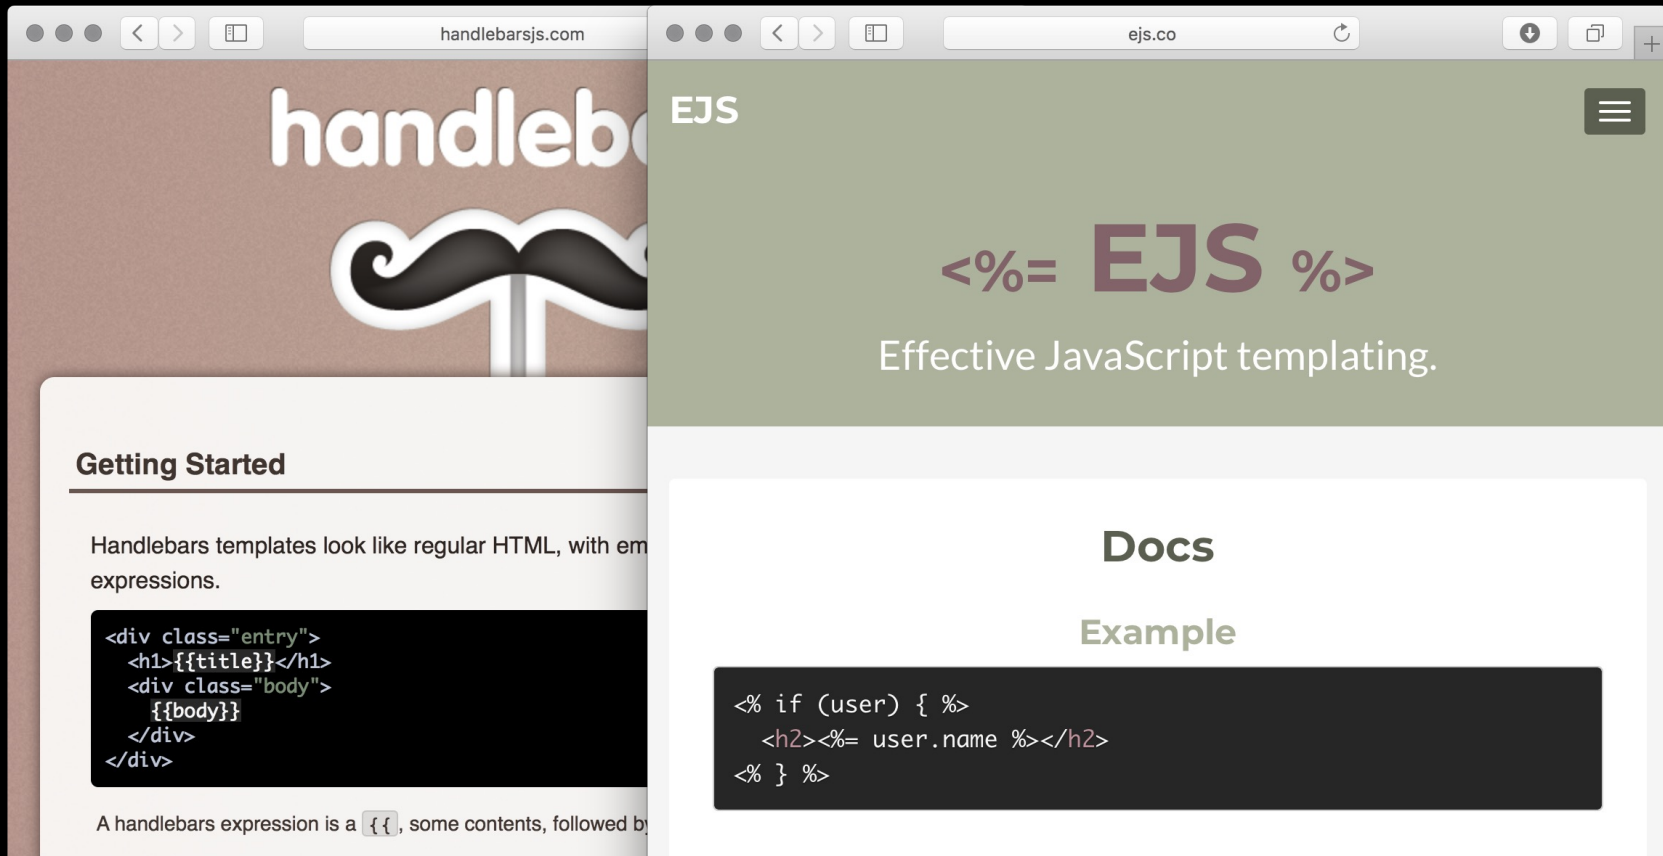 handlebarsjs.com
handleb
Getting Started
Handlebars templates look like regular HTML, with
expressions.
<div class="entry">
  <h1>{{title}}</h1>
  <div class="body">
    {{body}}
  </div>
</div>
A handlebars expression is a {{, some contents, followed
ejs.co
EJS
<%= EJS %>
Effective JavaScript templating.
Docs
Example
<% if (user) { %>
  <h2><%= user.name %></h2>
<% } %>